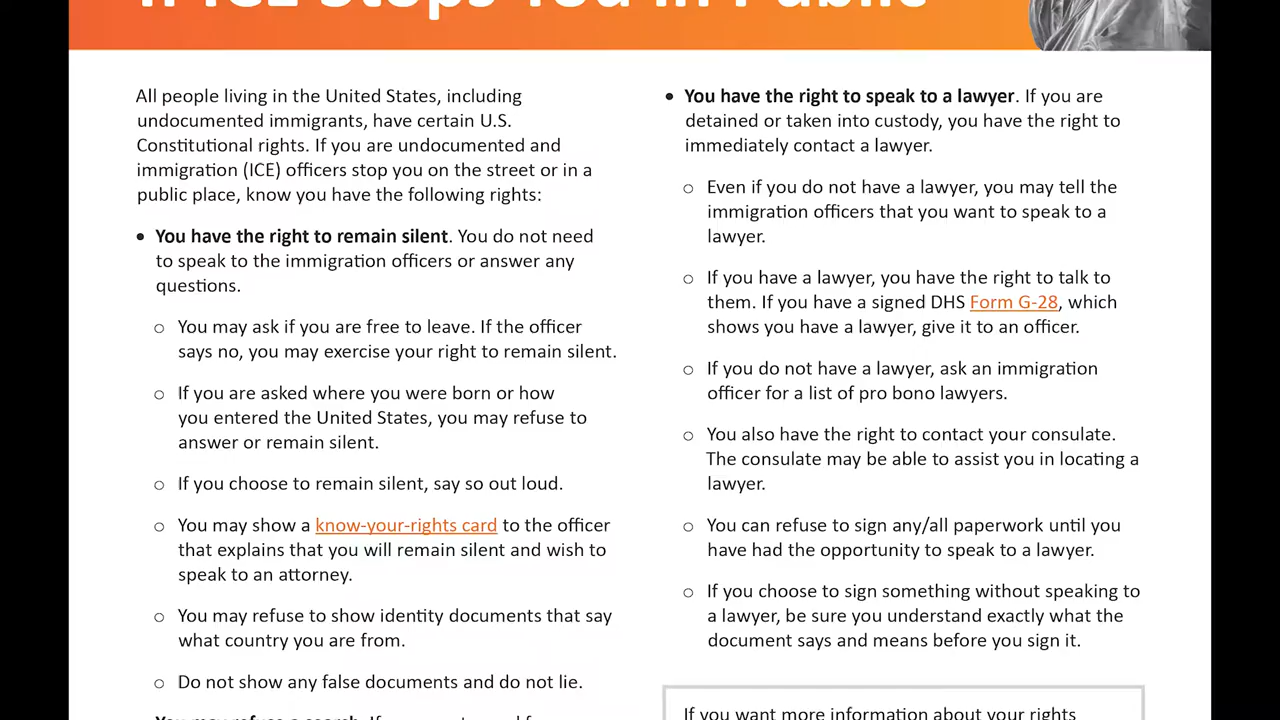 If ICE Stops You in Public
All people living in the United States, including
undocumented immigrants, have certain U.S.
Constitutional rights. If you are undocumented and
immigration (ICE) officers stop you on the street or in a
public place, know you have the following rights:
• You have the right to remain silent. You do not need
to speak to the immigration officers or answer any
questions.
o You may ask if you are free to leave. If the officer
says no, you may exercise your right to remain silent.
o If you are asked where you were born or how
you entered the United States, you may refuse to
answer or remain silent.
o If you choose to remain silent, say so out loud.
o You may show a know-your-rights card to the officer
that explains that you will remain silent and wish to
speak to an attorney.
o You may refuse to show identity documents that say
what country you are from.
o Do not show any false documents and do not lie.
You may refuse a search. If
• You have the right to speak to a lawyer. If you are
detained or taken into custody, you have the right to
immediately contact a lawyer.
o Even if you do not have a lawyer, you may tell the
immigration officers that you want to speak to a
lawyer.
o If you have a lawyer, you have the right to talk to
them. If you have a signed DHS Form G-28, which
shows you have a lawyer, give it to an officer.
o If you do not have a lawyer, ask an immigration
officer for a list of pro bono lawyers.
o You also have the right to contact your consulate.
The consulate may be able to assist you in locating a
lawyer.
o You can refuse to sign any/all paperwork until you
have had the opportunity to speak to a lawyer.
o If you choose to sign something without speaking to
a lawyer, be sure you understand exactly what the
document says and means before you sign it.
If you want more information about your rights